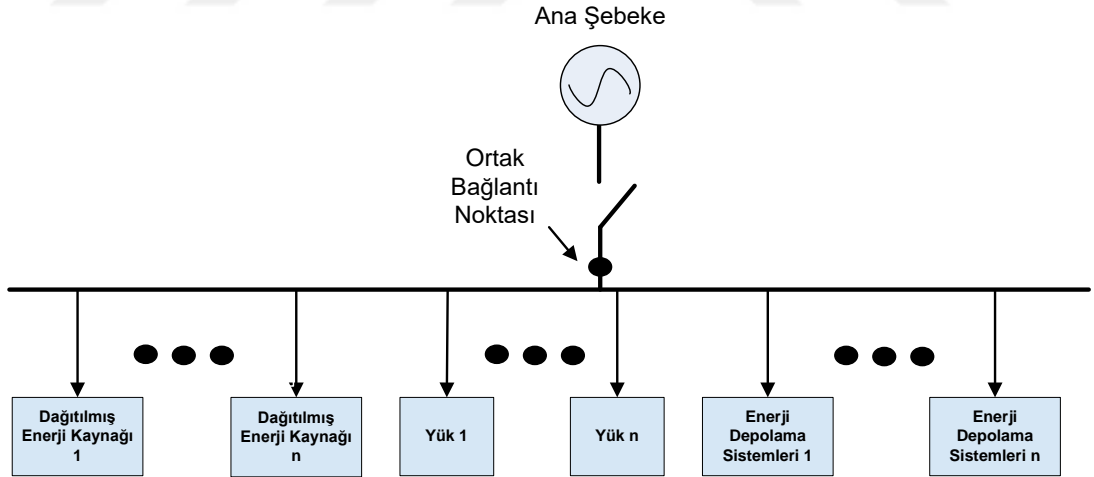 Ana Şebeke
Ortak
Bağlantı
Noktası
Dağıtılmış
Enerji Kaynağı
1
Dağıtılmış
Enerji Kaynağı
n
Yük 1
Yük n
Enerji
Depolama
Sistemleri 1
Enerji
Depolama
Sistemleri n